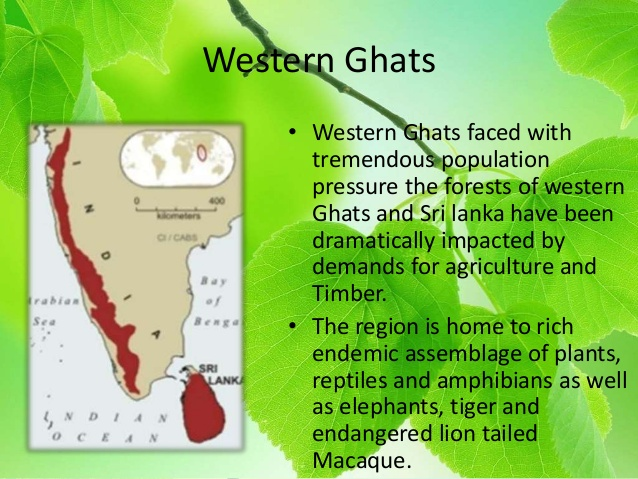 Western Ghats
• Western Ghats faced with
tremendous population
pressure the forests of western
Ghats and Sri lanka have been
dramatically impacted by
demands for agriculture and
Timber.
• The region is home to rich
endemic assemblage of plants,
reptiles and amphibians as well
as elephants, tiger and
endangered lion tailed
Macaque.
0 400
kilometers
CI / CABS
I N D I A
Arabian
Sea
Bay
of
Bengal
SRI
LANKA
I N D I A N
O C E A N